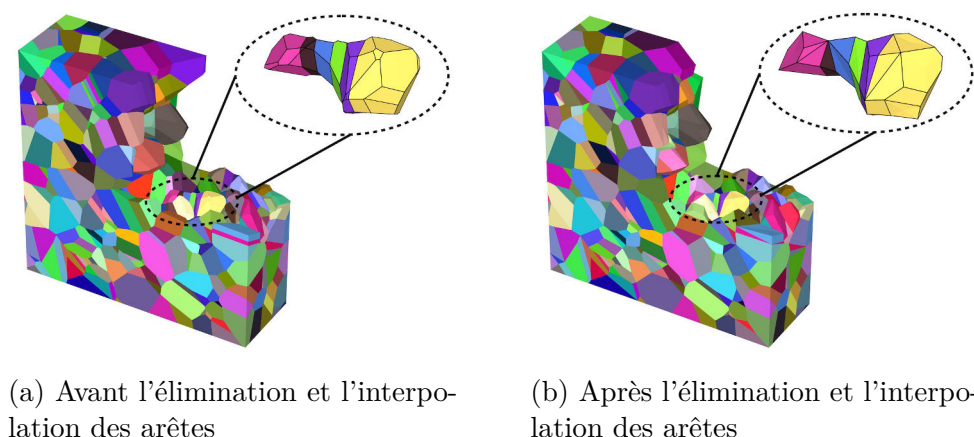 (a) Avant l'élimination et l'interpo-
lation des arêtes
(b) Après l'élimination et l'interpo-
lation des arêtes